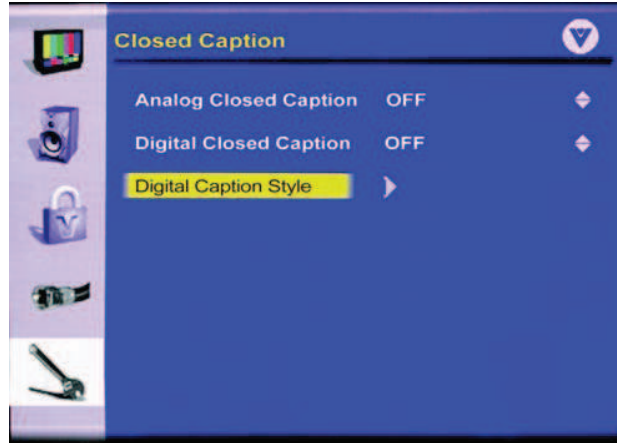 Closed Caption
Analog Closed Caption OFF
Digital Closed Caption OFF
Digital Caption Style